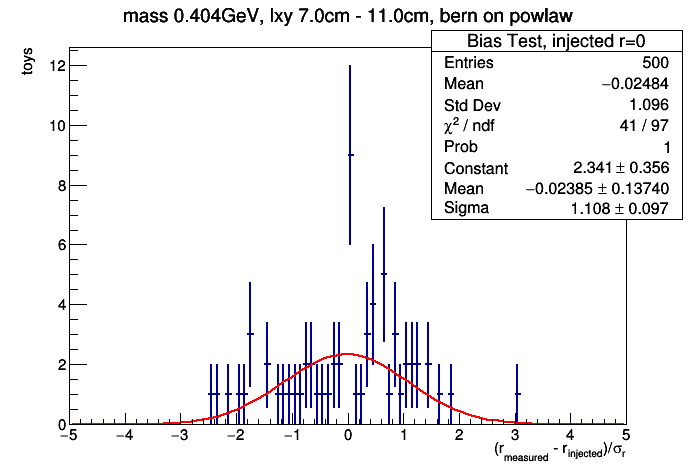 mass 0.404GeV, lxy 7.0cm - 11.0cm, bern on powlaw
toys
Bias Test, injected r=0
Entries 500
Mean −0.02484
Std Dev 1.096
χ² / ndf 41 / 97
Prob 1
Constant 2.341 ± 0.356
Mean −0.02385 ± 0.13740
Sigma 1.108 ± 0.097
12
10
8
6
4
2
0
−5 −4 −3 −2 −1 0 1 2 3 4 5
(r_measured - r_injected)/σ_r